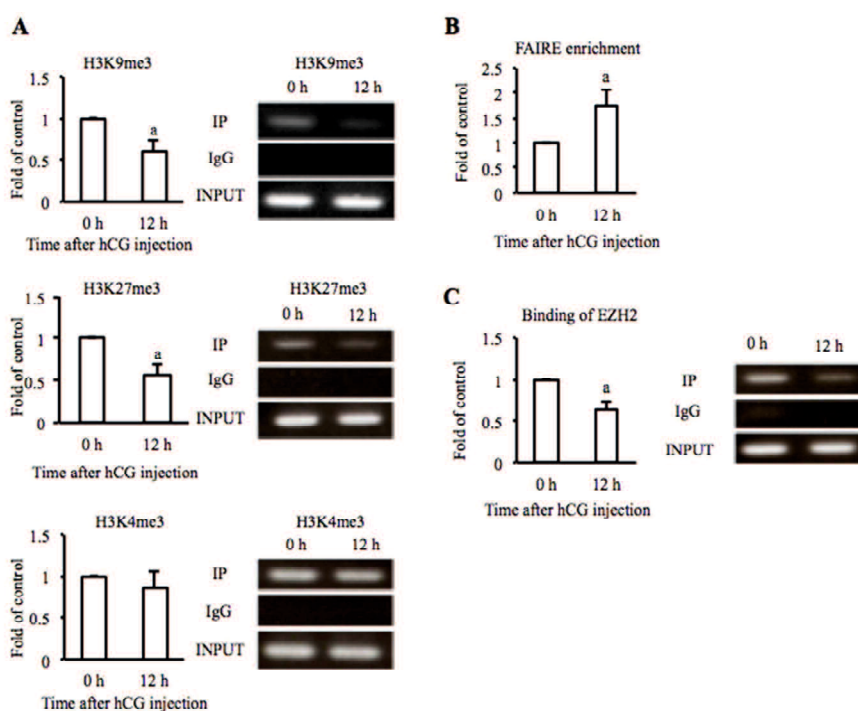 A
H3K9me3
1.5
1
0.5
0
Fold of control
a
0 h 12 h
Time after hCG injection
H3K9me3
0 h 12 h
IP
IgG
INPUT
H3K27me3
1.5
1
0.5
0
Fold of control
a
0 h 12 h
Time after hCG injection
H3K27me3
0 h 12 h
IP
IgG
INPUT
H3K4me3
1.5
1
0.5
0
Fold of control
0 h 12 h
Time after hCG injection
H3K4me3
0 h 12 h
IP
IgG
INPUT
B
FAIRE enrichment
2.5
2
1.5
1
0.5
0
Fold of control
a
0 h 12 h
Time after hCG injection
C
Binding of EZH2
1.5
1
0.5
0
Fold of control
a
0 h 12 h
Time after hCG injection
0 h 12 h
IP
IgG
INPUT